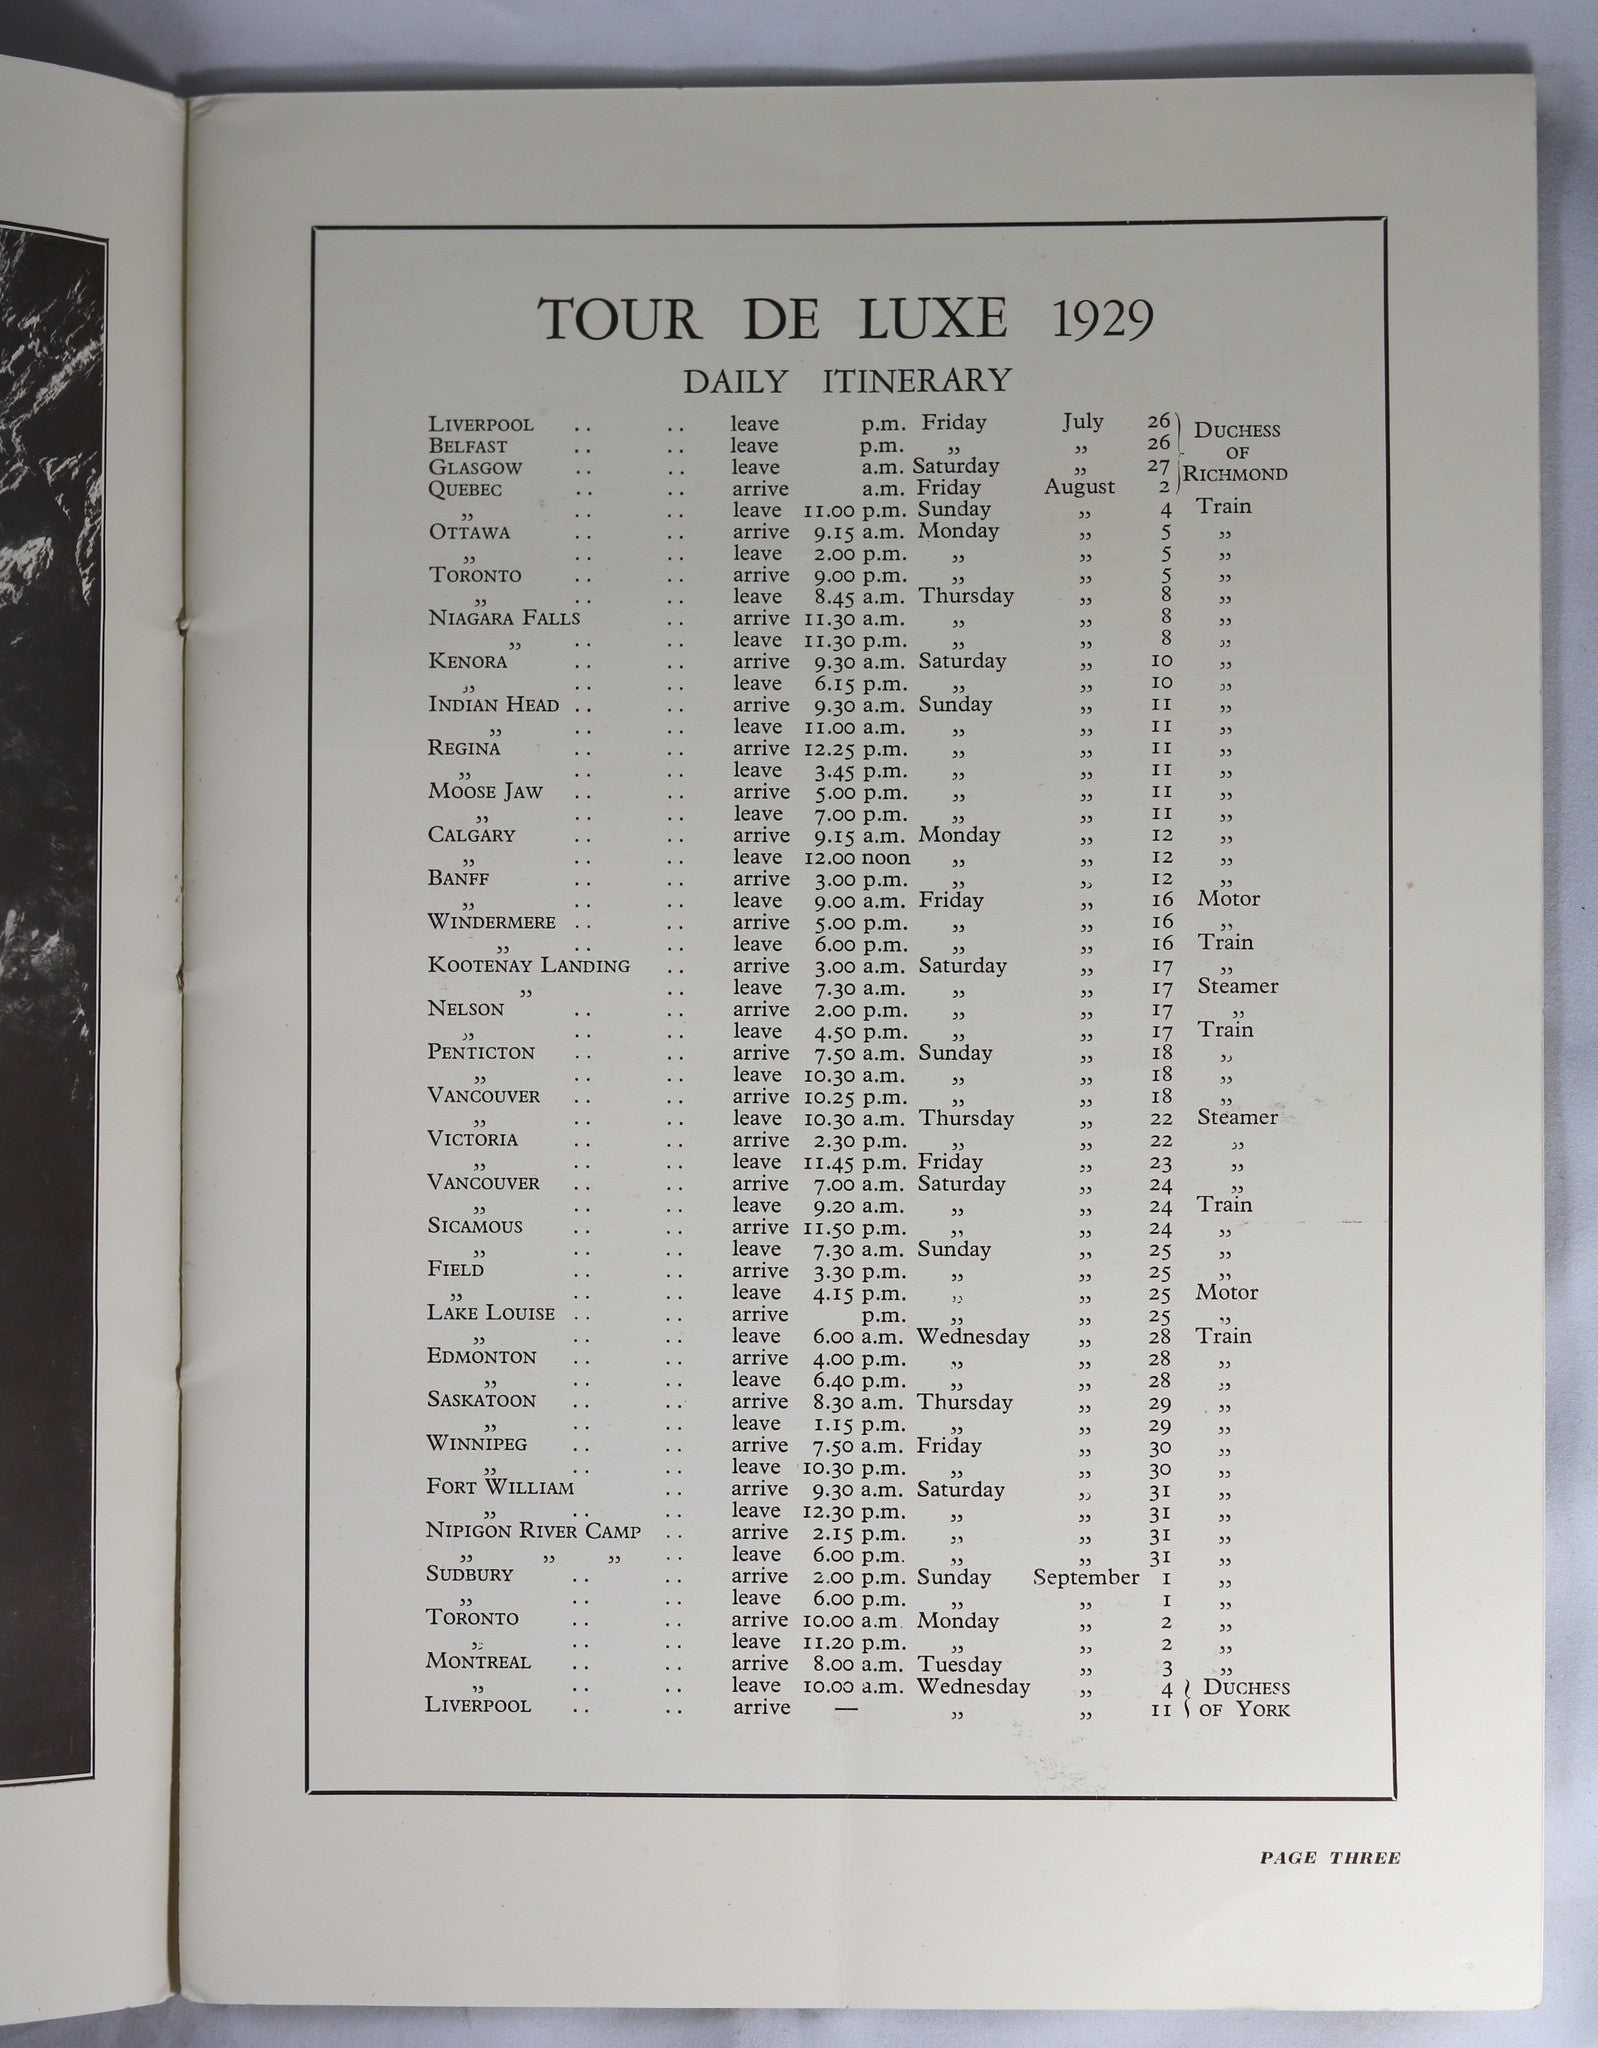 TOUR DE LUXE 1929
DAILY ITINERARY
LIVERPOOL .. .. leave p.m. Friday July 26
BELFAST .. .. leave p.m. ,, ,, 26
GLASGOW .. .. leave a.m. Saturday ,, 27
QUEBEC .. .. arrive a.m. Friday August 2
DUCHESS
OF
RICHMOND
,, .. .. leave 11.00 p.m. Sunday ,, 4 Train
OTTAWA .. .. arrive 9.15 a.m. Monday ,, 5 ,,
,, .. .. leave 2.00 p.m. ,, ,, 5 ,,
TORONTO .. .. arrive 9.00 p.m. ,, ,, 5 ,,
,, .. .. leave 8.45 a.m. Thursday ,, 8 ,,
NIAGARA FALLS .. arrive 11.30 a.m. ,, ,, 8 ,,
,, .. .. leave 11.30 p.m. ,, ,, 8 ,,
KENORA .. .. arrive 9.30 a.m. Saturday ,, 10 ,,
,, .. .. leave 6.15 p.m. ,, ,, 10 ,,
INDIAN HEAD .. .. arrive 9.30 a.m. Sunday ,, 11 ,,
,, .. .. leave 11.00 a.m. ,, ,, 11 ,,
REGINA .. .. arrive 12.25 p.m. ,, ,, 11 ,,
,, .. .. leave 3.45 p.m. ,, ,, 11 ,,
MOOSE JAW .. .. arrive 5.00 p.m. ,, ,, 11 ,,
,, .. .. leave 7.00 p.m. ,, ,, 11 ,,
CALGARY .. .. arrive 9.15 a.m. Monday ,, 12 ,,
,, .. .. leave 12.00 noon ,, ,, 12 ,,
BANFF .. .. arrive 3.00 p.m. ,, ,, 12 ,,
,, .. .. leave 9.00 a.m. Friday ,, 16 Motor
WINDERMERE .. .. arrive 5.00 p.m. ,, ,, 16 ,,
,, .. .. leave 6.00 p.m. ,, ,, 16 Train
KOOTENAY LANDING .. arrive 3.00 a.m. Saturday ,, 17 ,,
,, .. leave 7.30 a.m. ,, ,, 17 Steamer
NELSON .. .. arrive 2.00 p.m. ,, ,, 17 ,,
,, .. .. leave 4.50 p.m. ,, ,, 17 Train
PENTICTON .. .. arrive 7.50 a.m. Sunday ,, 18 ,,
,, .. .. leave 10.30 a.m. ,, ,, 18 ,,
VANCOUVER .. .. arrive 10.25 p.m. ,, ,, 18 ,,
,, .. .. leave 10.30 a.m. Thursday ,, 22 Steamer
VICTORIA .. .. arrive 2.30 p.m. ,, ,, 22 ,,
,, .. .. leave 11.45 p.m. Friday ,, 23 ,,
VANCOUVER .. .. arrive 7.00 a.m. Saturday ,, 24 ,,
,, .. .. leave 9.20 a.m. ,, ,, 24 Train
SICAMOUS .. .. arrive 11.50 p.m. ,, ,, 24 ,,
,, .. .. leave 7.30 a.m. Sunday ,, 25 ,,
FIELD .. .. arrive 3.30 p.m. ,, ,, 25 ,,
,, .. .. leave 4.15 p.m. ,, ,, 25 Motor
LAKE LOUISE .. .. arrive p.m. ,, ,, 25 ,,
,, .. .. leave 6.00 a.m. Wednesday ,, 28 Train
EDMONTON .. .. arrive 4.00 p.m. ,, ,, 28 ,,
,, .. .. leave 6.40 p.m. ,, ,, 28 ,,
SASKATOON .. .. arrive 8.30 a.m. Thursday ,, 29 ,,
,, .. .. leave 1.15 p.m. ,, ,, 29 ,,
WINNIPEG .. .. arrive 7.50 a.m. Friday ,, 30 ,,
,, .. .. leave 10.30 p.m. ,, ,, 30 ,,
FORT WILLIAM .. arrive 9.30 a.m. Saturday ,, 31 ,,
,, .. .. leave 12.30 p.m. ,, ,, 31 ,,
NIPIGON RIVER CAMP .. arrive 2.15 p.m. ,, ,, 31 ,,
,, ,, ,, .. leave 6.00 p.m. ,, ,, 31 ,,
SUDBURY .. .. arrive 2.00 p.m. Sunday September 1 ,,
,, .. .. leave 6.00 p.m. ,, ,, 1 ,,
TORONTO .. .. arrive 10.00 a.m. Monday ,, 2 ,,
,, .. .. leave 11.20 p.m. ,, ,, 2 ,,
MONTREAL .. .. arrive 8.00 a.m. Tuesday ,, 3 ,,
,, .. .. leave 10.00 a.m. Wednesday ,, 4 DUCHESS
LIVERPOOL .. .. arrive — ,, ,, 11 OF YORK
PAGE THREE